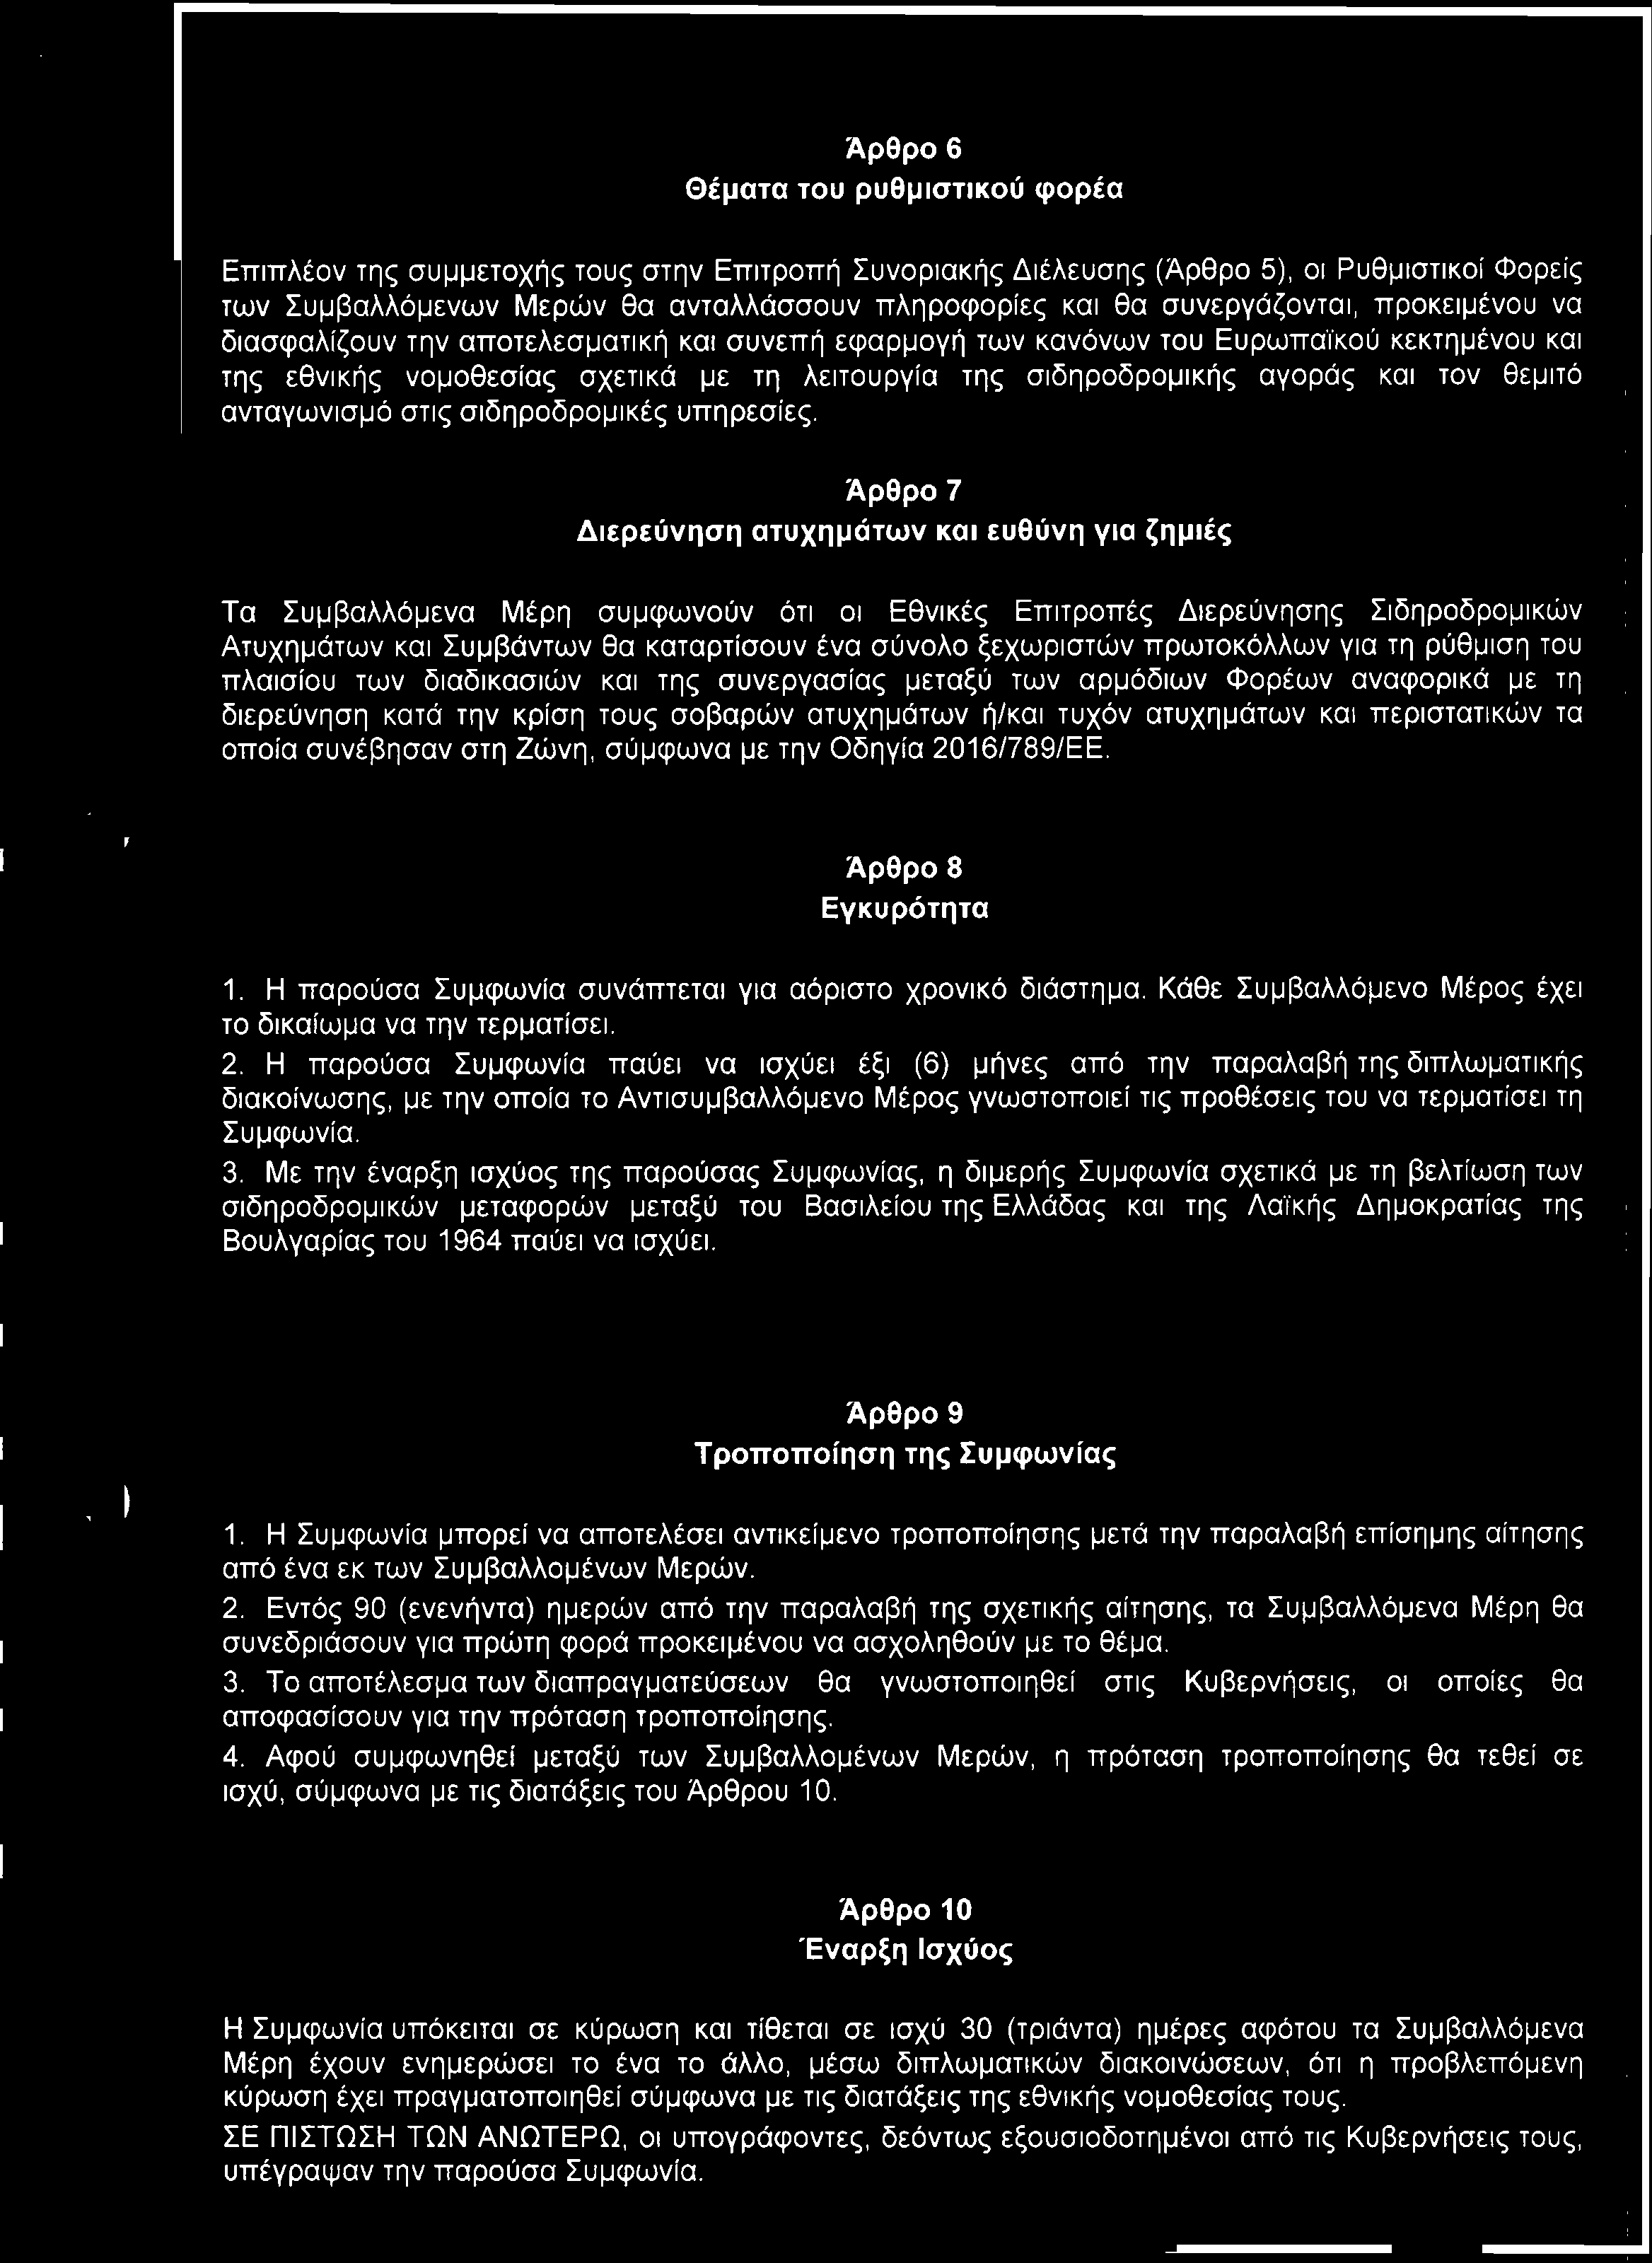 Άρθρο 6
Θέματα του ρυθμιστικού φορέα
Επιπλέον της συμμετοχής τους στην Επιτροπή Συνοριακής Διέλευσης (Άρθρο 5), οι Ρυθμιστικοί Φορείς
των Συμβαλλόμενων Μερών θα ανταλλάσσουν πληροφορίες και θα συνεργάζονται, προκειμένου να
διασφαλίζουν την αποτελεσματική και συνεπή εφαρμογή των κανόνων του Ευρωπαϊκού κεκτημένου και
της εθνικής νομοθεσίας σχετικά με τη λειτουργία της σιδηροδρομικής αγοράς και τον θεμιτό
ανταγωνισμό στις σιδηροδρομικές υπηρεσίες.
Άρθρο 7
Διερεύνηση ατυχημάτων και ευθύνη για ζημιές
Τα Συμβαλλόμενα Μέρη συμφωνούν ότι οι Εθνικές Επιτροπές Διερεύνησης Σιδηροδρομικών
Ατυχημάτων και Συμβάντων θα καταρτίσουν ένα σύνολο ξεχωριστών πρωτοκόλλων για τη ρύθμιση του
πλαισίου των διαδικασιών και της συνεργασίας μεταξύ των αρμόδιων Φορέων αναφορικά με τη
διερεύνηση κατά την κρίση τους σοβαρών ατυχημάτων ή/και τυχόν ατυχημάτων και περιστατικών τα
οποία συνέβησαν στη Ζώνη, σύμφωνα με την Οδηγία 2016/789/ΕΕ.
Άρθρο 8
Εγκυρότητα
1. Η παρούσα Συμφωνία συνάπτεται για αόριστο χρονικό διάστημα. Κάθε Συμβαλλόμενο Μέρος έχει
το δικαίωμα να την τερματίσει.
2. Η παρούσα Συμφωνία παύει να ισχύει έξι (6) μήνες από την παραλαβή της διπλωματικής
διακοίνωσης, με την οποία το Αντισυμβαλλόμενο Μέρος γνωστοποιεί τις προθέσεις του να τερματίσει τη
Συμφωνία.
3. Με την έναρξη ισχύος της παρούσας Συμφωνίας, η διμερής Συμφωνία σχετικά με τη βελτίωση των
σιδηροδρομικών μεταφορών μεταξύ του Βασιλείου της Ελλάδας και της Λαϊκής Δημοκρατίας της
Βουλγαρίας του 1964 παύει να ισχύει.
Άρθρο 9
Τροποποίηση της Συμφωνίας
1. Η Συμφωνία μπορεί να αποτελέσει αντικείμενο τροποποίησης μετά την παραλαβή επίσημης αίτησης
από ένα εκ των Συμβαλλομένων Μερών.
2. Εντός 90 (ενενήντα) ημερών από την παραλαβή της σχετικής αίτησης, τα Συμβαλλόμενα Μέρη θα
συνεδριάσουν για πρώτη φορά προκειμένου να ασχοληθούν με το θέμα.
3. Το αποτέλεσμα των διαπραγματεύσεων θα γνωστοποιηθεί στις Κυβερνήσεις, οι οποίες θα
αποφασίσουν για την πρόταση τροποποίησης.
4. Αφού συμφωνηθεί μεταξύ των Συμβαλλομένων Μερών, η πρόταση τροποποίησης θα τεθεί σε
ισχύ, σύμφωνα με τις διατάξεις του Άρθρου 10.
Άρθρο 10
Έναρξη Ισχύος
Η Συμφωνία υπόκειται σε κύρωση και τίθεται σε ισχύ 30 (τριάντα) ημέρες αφότου τα Συμβαλλόμενα
Μέρη έχουν ενημερώσει το ένα το άλλο, μέσω διπλωματικών διακοινώσεων, ότι η προβλεπόμενη
κύρωση έχει πραγματοποιηθεί σύμφωνα με τις διατάξεις της εθνικής νομοθεσίας τους.
ΣΕ ΠΙΣΤΩΣΗ ΤΩΝ ΑΝΩΤΕΡΩ, οι υπογράφοντες, δεόντως εξουσιοδοτημένοι από τις Κυβερνήσεις τους,
υπέγραψαν την παρούσα Συμφωνία.